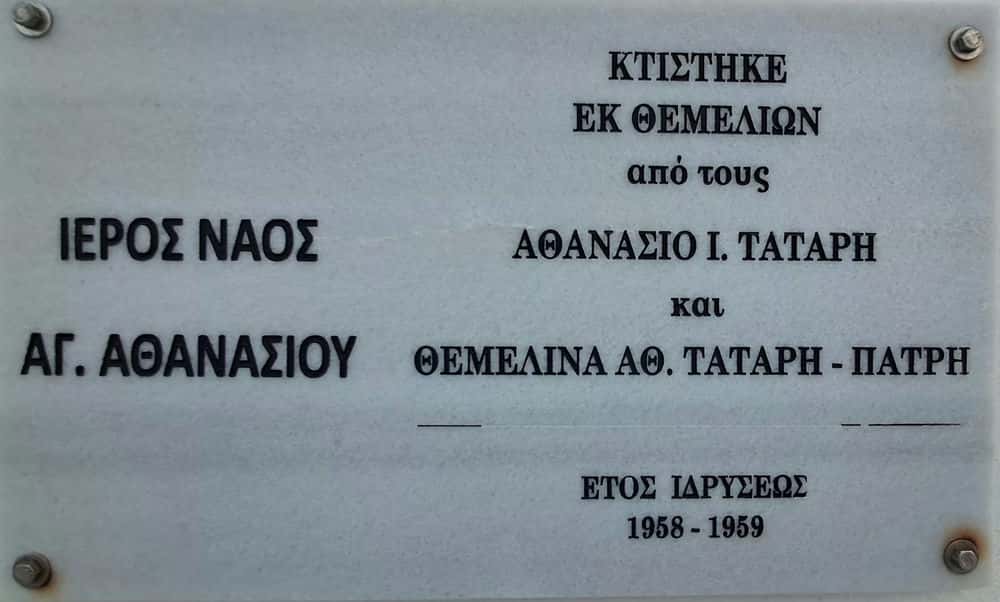 ΙΕΡΟΣ ΝΑΟΣ
ΑΓ. ΑΘΑΝΑΣΙΟΥ
ΚΤΙΣΤΗΚΕ
ΕΚ ΘΕΜΕΛΙΩΝ
από τους
ΑΘΑΝΑΣΙΟ Ι. ΤΑΤΑΡΗ
και
ΘΕΜΕΛΙΝΑ ΑΘ. ΤΑΤΑΡΗ - ΠΑΤΡΗ
ΕΤΟΣ ΙΔΡΥΣΕΩΣ
1958 - 1959